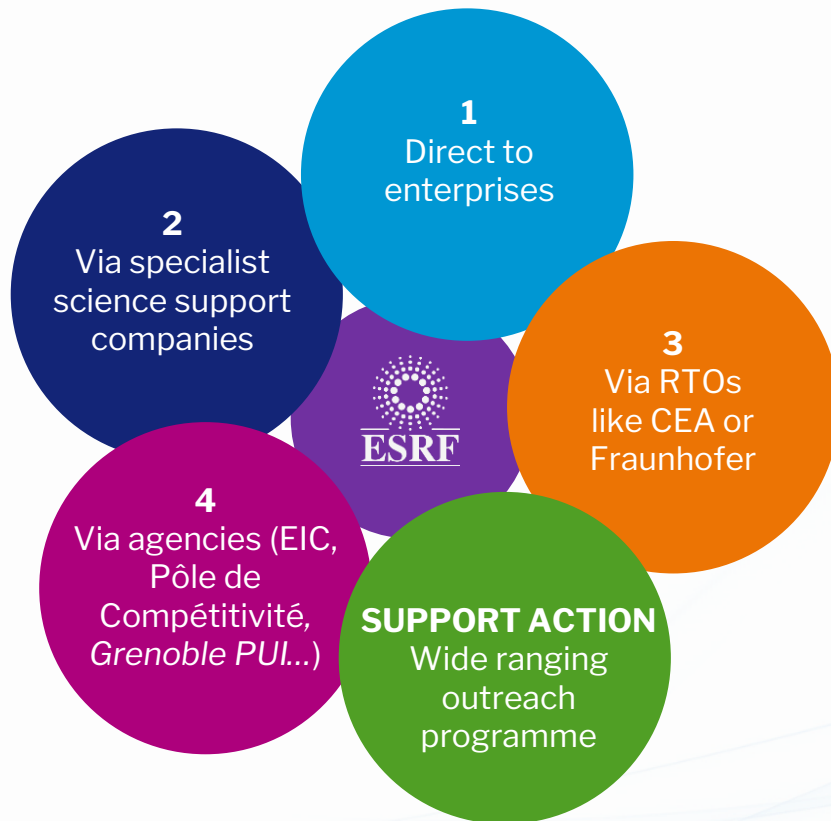 1
Direct to
enterprises
2
Via specialist
science support
companies
3
Via RTOs
like CEA or
Fraunhofer
ESRF
4
Via agencies (EIC,
Pôle de
Compétitivité,
Grenoble PUI...)
SUPPORT ACTION
Wide ranging
outreach
programme